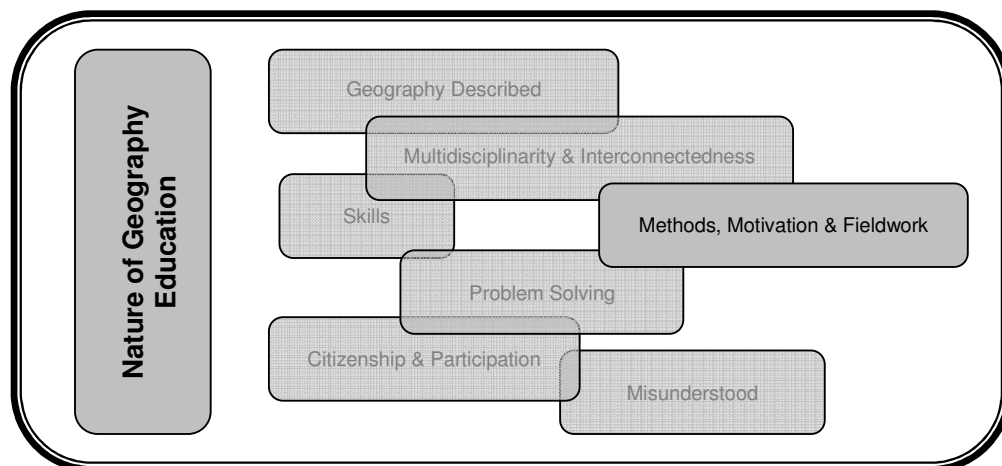 Nature of Geography
Education
Geography Described
Multidisciplinarity & Interconnectedness
Skills
Methods, Motivation & Fieldwork
Problem Solving
Citizenship & Participation
Misunderstood